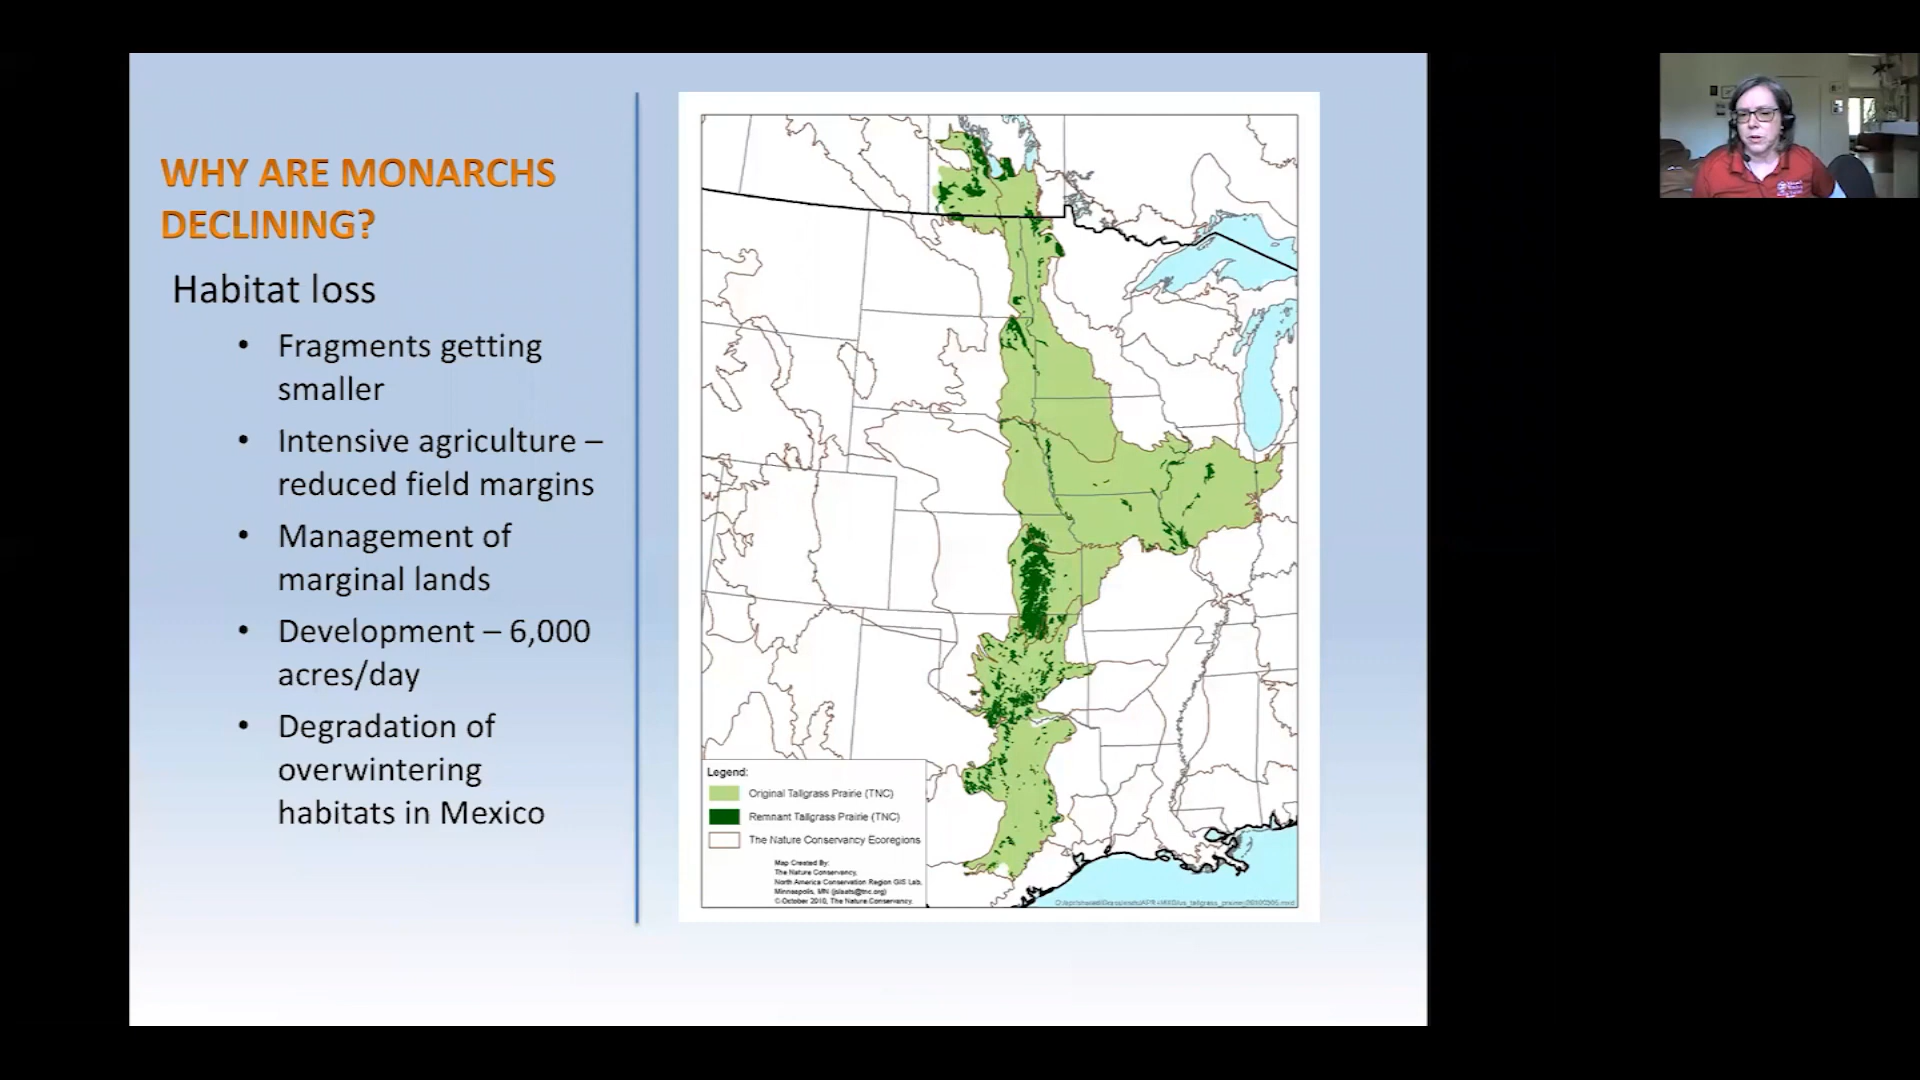 WHY ARE MONARCHS
DECLINING?
Habitat loss
• Fragments getting
smaller
• Intensive agriculture –
reduced field margins
• Management of
marginal lands
• Development – 6,000
acres/day
• Degradation of
overwintering
habitats in Mexico
Legend:
Original Tallgrass Prairie (TNC)
Remnant Tallgrass Prairie (TNC)
The Nature Conservancy Ecoregions
Map Created By:
The Nature Conservancy,
North America Conservation Region GIS Lab,
Minneapolis, MN
© October 2010, The Nature Conservancy.